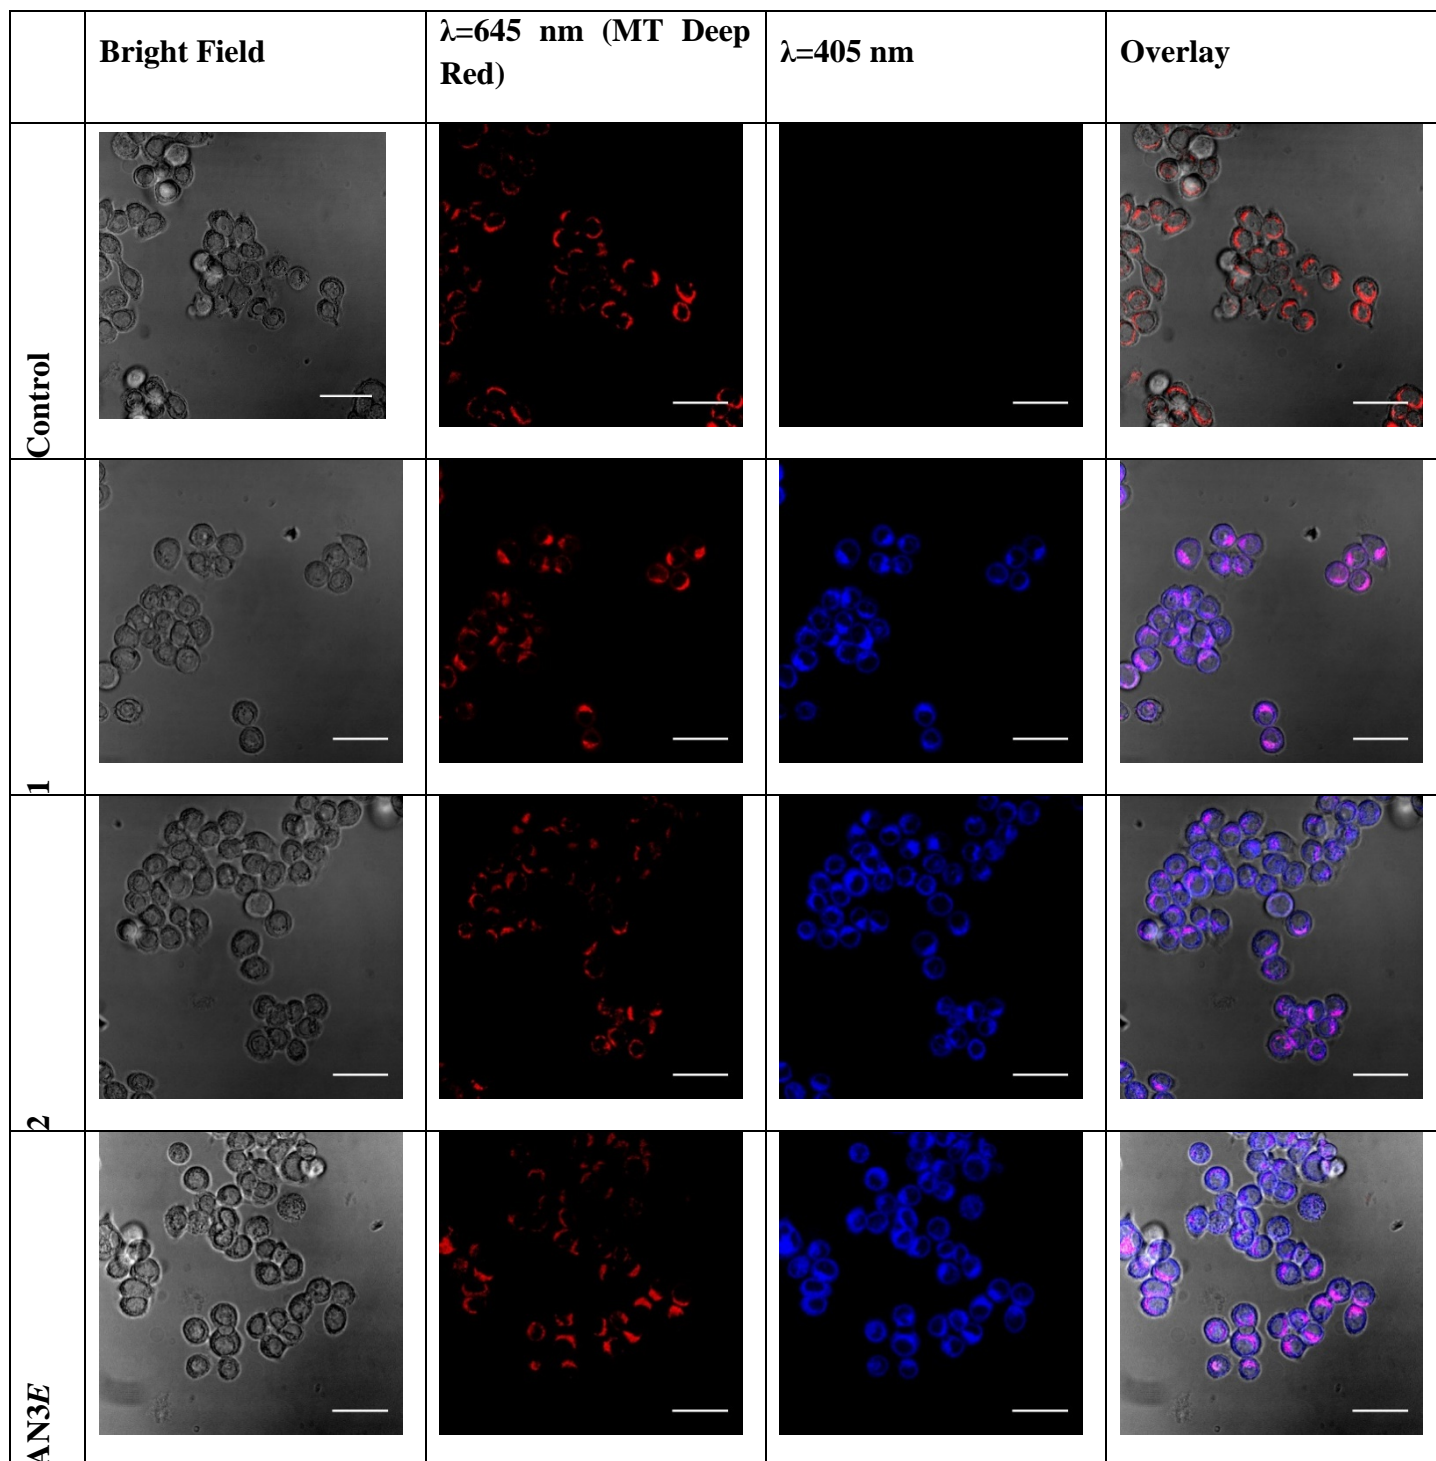 Bright Field
λ=645 nm (MT Deep
Red)
λ=405 nm
Overlay
Control
1
2
AN3E